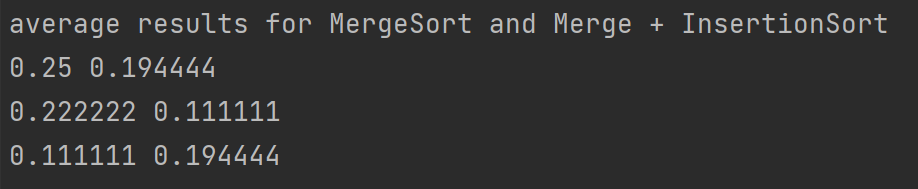 average results for MergeSort and Merge + InsertionSort
0.25 0.194444
0.222222 0.111111
0.111111 0.194444